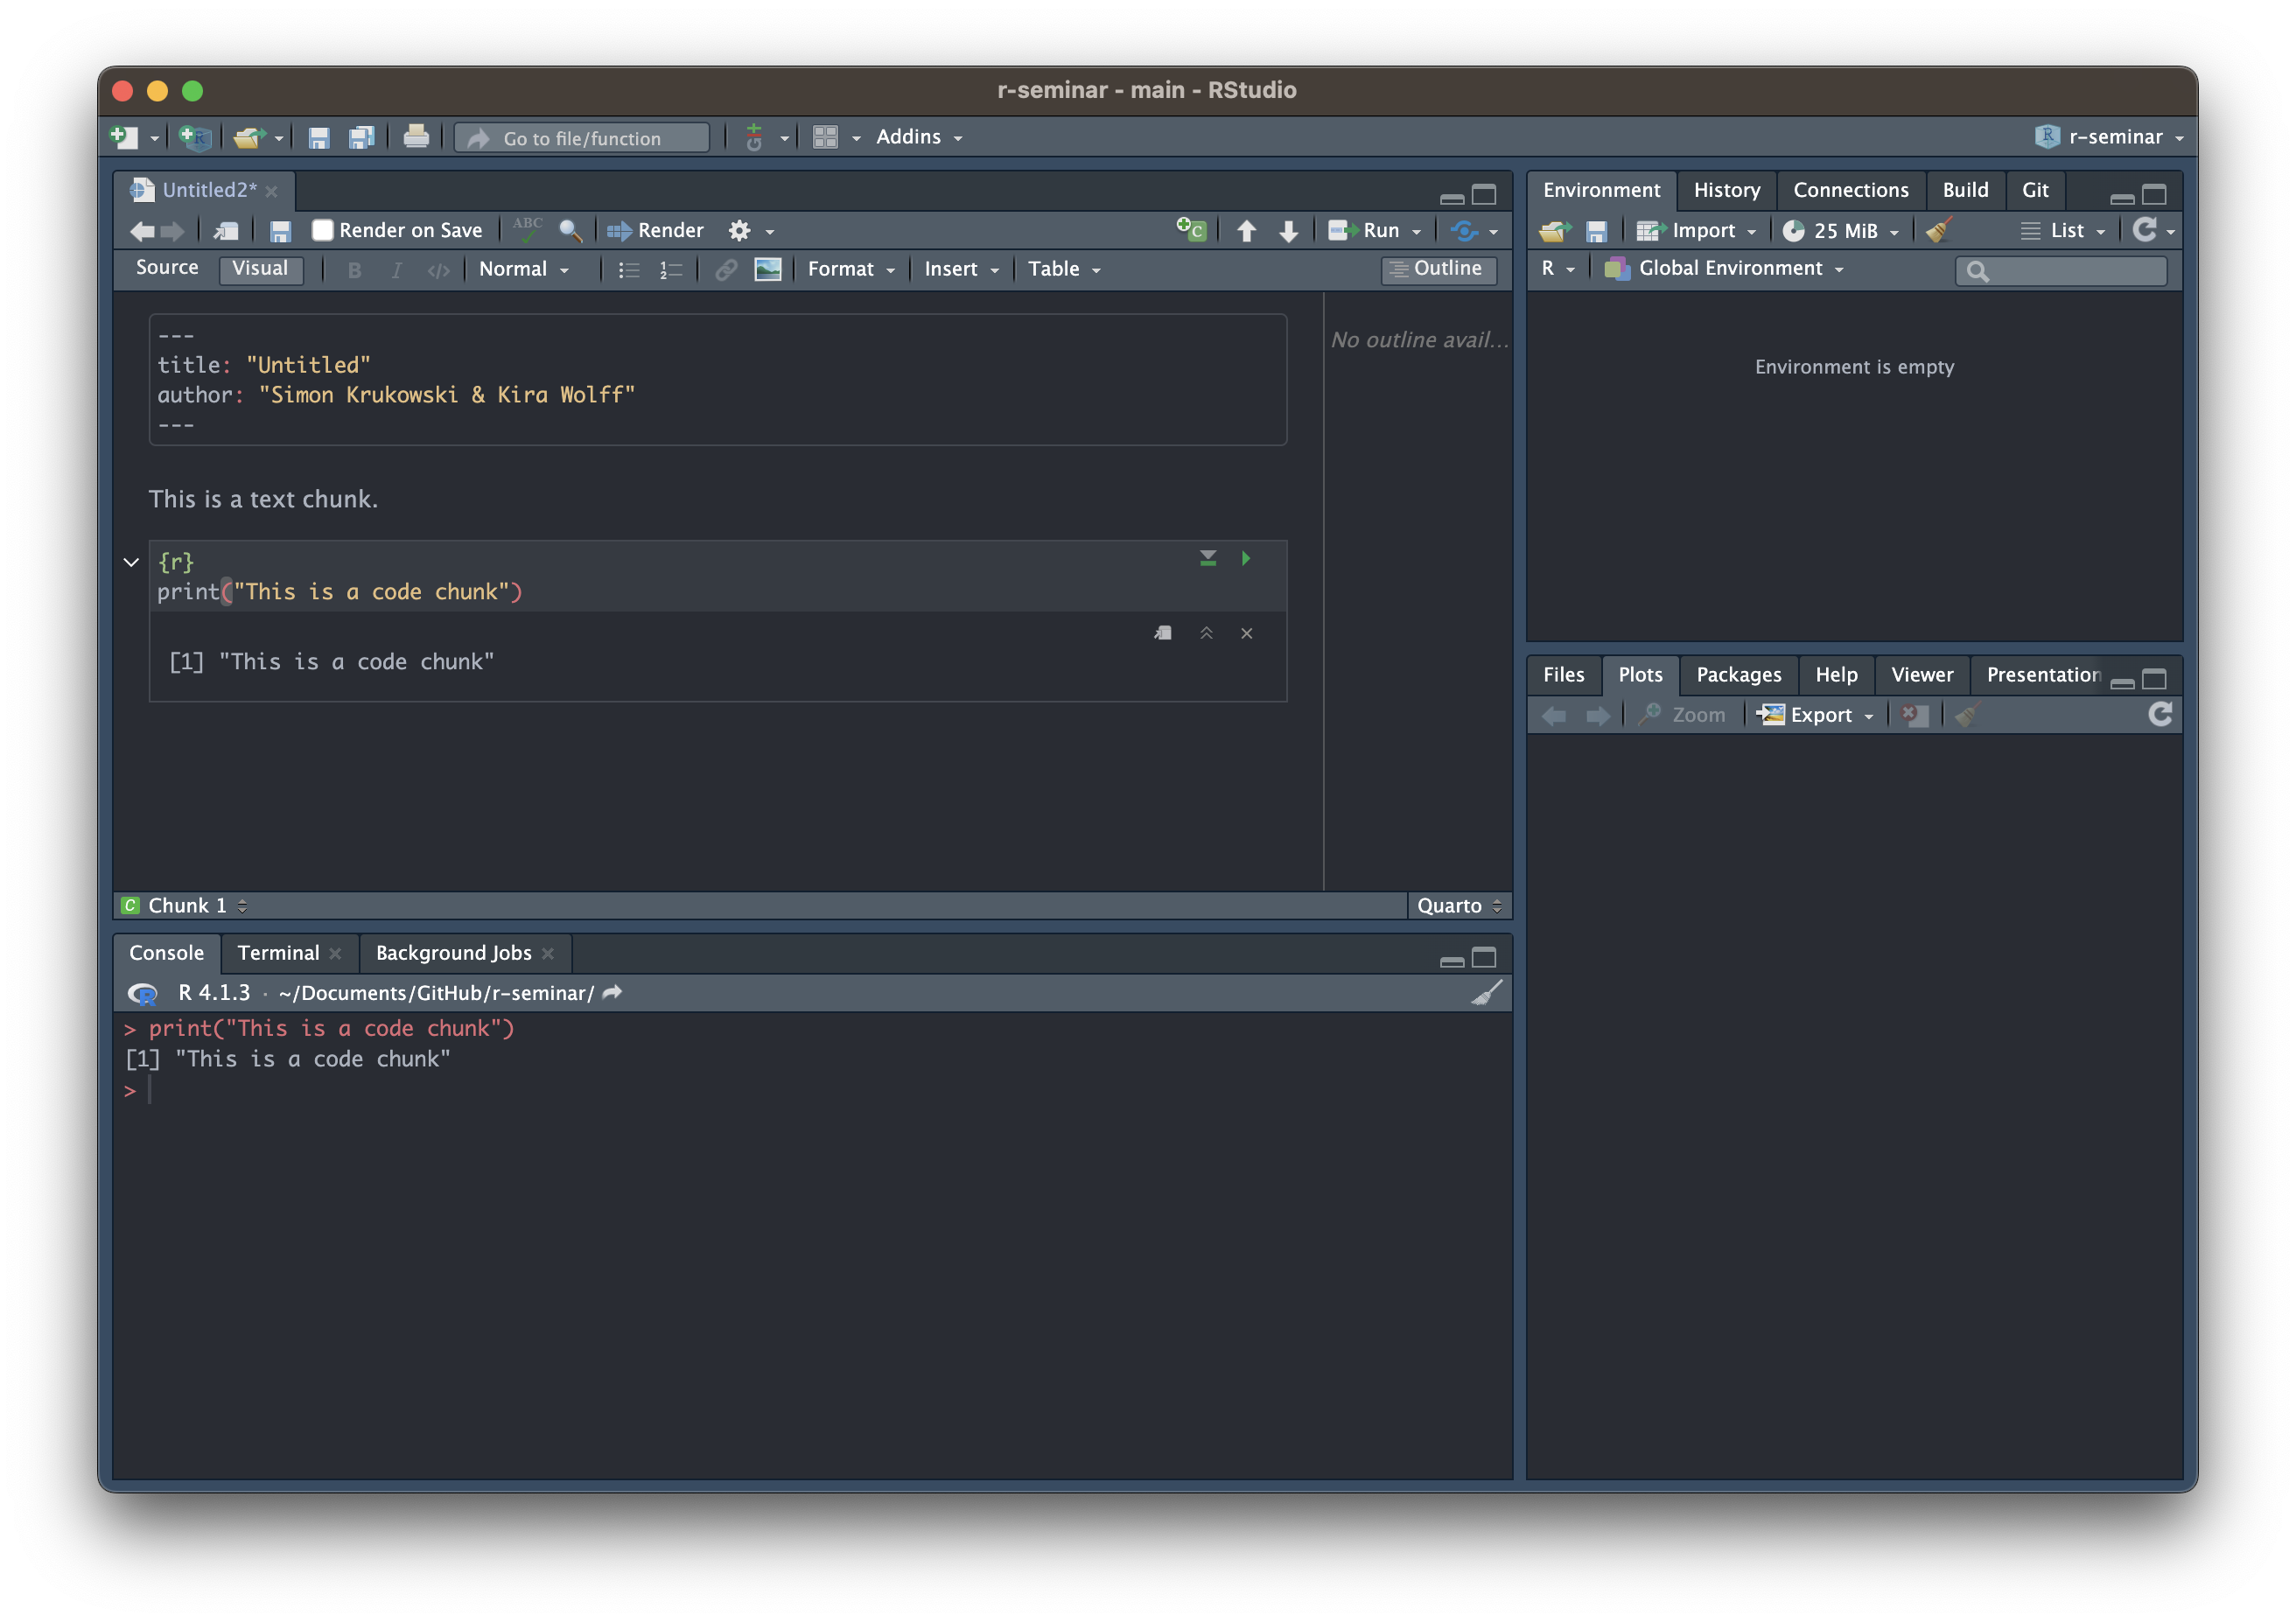 r-seminar - main - RStudio
Go to file/function
Addins
r-seminar
Untitled2*
Render on Save
ABC
Render
Run
Source
Visual
B
I
</>
Normal
Format
Insert
Table
Outline
---
title: "Untitled"
author: "Simon Krukowski & Kira Wolff"
---
No outline avail...
This is a text chunk.
{r}
print("This is a code chunk")
[1] "This is a code chunk"
C Chunk 1
Quarto
Console
Terminal
Background Jobs
R 4.1.3 · ~/Documents/GitHub/r-seminar/
> print("This is a code chunk")
[1] "This is a code chunk"
>
Environment
History
Connections
Build
Git
Import
25 MiB
List
R
Global Environment
Environment is empty
Files
Plots
Packages
Help
Viewer
Presentation
Zoom
Export